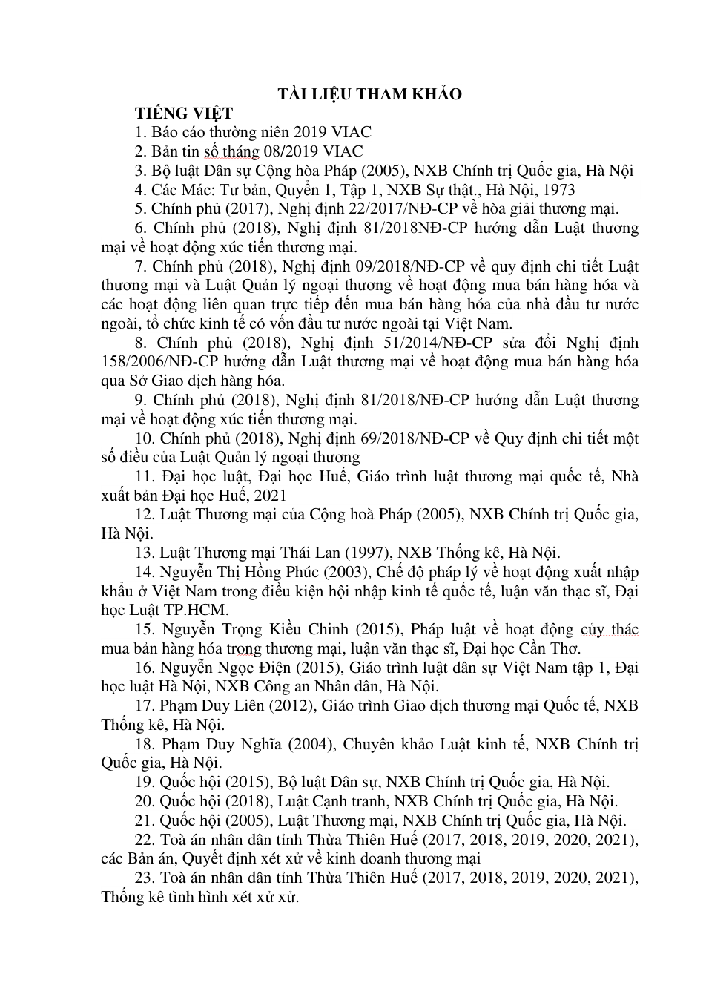 TÀI LIỆU THAM KHẢO
TIẾNG VIỆT
1. Báo cáo thường niên 2019 VIAC
2. Bản tin số tháng 08/2019 VIAC
3. Bộ luật Dân sự Cộng hòa Pháp (2005), NXB Chính trị Quốc gia, Hà Nội
4. Các Mác: Tư bản, Quyển 1, Tập 1, NXB Sự thật., Hà Nội, 1973
5. Chính phủ (2017), Nghị định 22/2017/NĐ-CP về hòa giải thương mại.
6. Chính phủ (2018), Nghị định 81/2018NĐ-CP hướng dẫn Luật thương
mại về hoạt động xúc tiến thương mại.
7. Chính phủ (2018), Nghị định 09/2018/NĐ-CP về quy định chi tiết Luật
thương mại và Luật Quản lý ngoại thương về hoạt động mua bán hàng hóa và
các hoạt động liên quan trực tiếp đến mua bán hàng hóa của nhà đầu tư nước
ngoài, tổ chức kinh tế có vốn đầu tư nước ngoài tại Việt Nam.
8. Chính phủ (2018), Nghị định 51/2014/NĐ-CP sửa đổi Nghị định
158/2006/NĐ-CP hướng dẫn Luật thương mại về hoạt động mua bán hàng hóa
qua Sở Giao dịch hàng hóa.
9. Chính phủ (2018), Nghị định 81/2018/NĐ-CP hướng dẫn Luật thương
mại về hoạt động xúc tiến thương mại.
10. Chính phủ (2018), Nghị định 69/2018/NĐ-CP về Quy định chi tiết một
số điều của Luật Quản lý ngoại thương
11. Đại học luật, Đại học Huế, Giáo trình luật thương mại quốc tế, Nhà
xuất bản Đại học Huế, 2021
12. Luật Thương mại của Cộng hoà Pháp (2005), NXB Chính trị Quốc gia,
Hà Nội.
13. Luật Thương mại Thái Lan (1997), NXB Thống kê, Hà Nội.
14. Nguyễn Thị Hồng Phúc (2003), Chế độ pháp lý về hoạt động xuất nhập
khẩu ở Việt Nam trong điều kiện hội nhập kinh tế quốc tế, luận văn thạc sĩ, Đại
học Luật TP.HCM.
15. Nguyễn Trọng Kiều Chinh (2015), Pháp luật về hoạt động củy thác
mua bản hàng hóa trong thương mại, luận văn thạc sĩ, Đại học Cần Thơ.
16. Nguyễn Ngọc Điện (2015), Giáo trình luật dân sự Việt Nam tập 1, Đại
học luật Hà Nội, NXB Công an Nhân dân, Hà Nội.
17. Phạm Duy Liên (2012), Giáo trình Giao dịch thương mại Quốc tế, NXB
Thống kê, Hà Nội.
18. Phạm Duy Nghĩa (2004), Chuyên khảo Luật kinh tế, NXB Chính trị
Quốc gia, Hà Nội.
19. Quốc hội (2015), Bộ luật Dân sự, NXB Chính trị Quốc gia, Hà Nội.
20. Quốc hội (2018), Luật Cạnh tranh, NXB Chính trị Quốc gia, Hà Nội.
21. Quốc hội (2005), Luật Thương mại, NXB Chính trị Quốc gia, Hà Nội.
22. Toà án nhân dân tỉnh Thừa Thiên Huế (2017, 2018, 2019, 2020, 2021),
các Bản án, Quyết định xét xử về kinh doanh thương mại
23. Toà án nhân dân tỉnh Thừa Thiên Huế (2017, 2018, 2019, 2020, 2021),
Thống kê tình hình xét xử xử.